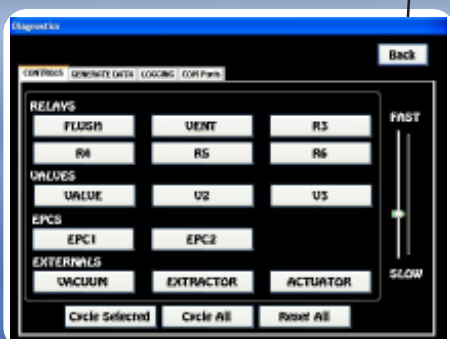 Diagnostics
Back
CONTROLS GENERATE DATA LOGGING COM Ports
RELAYS
FLUSH VENT R3
FAST
R4 R5 R6
VALVES
VALVE V2 V3
EPCS
EPC1 EPC2
EXTERNALS
VACUUM EXTRACTOR ACTUATOR
SLOW
Cycle Selected Cycle All Reset All